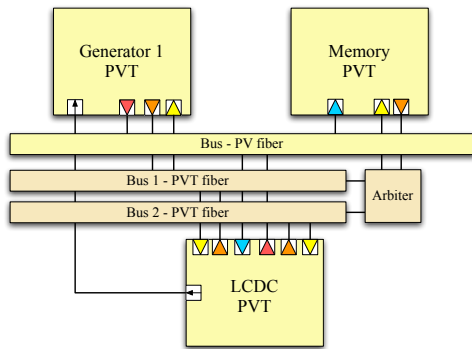 Generator 1
PVT
Memory
PVT
Bus - PV fiber
Bus 1 - PVT fiber
Bus 2 - PVT fiber
Arbiter
LCDC
PVT